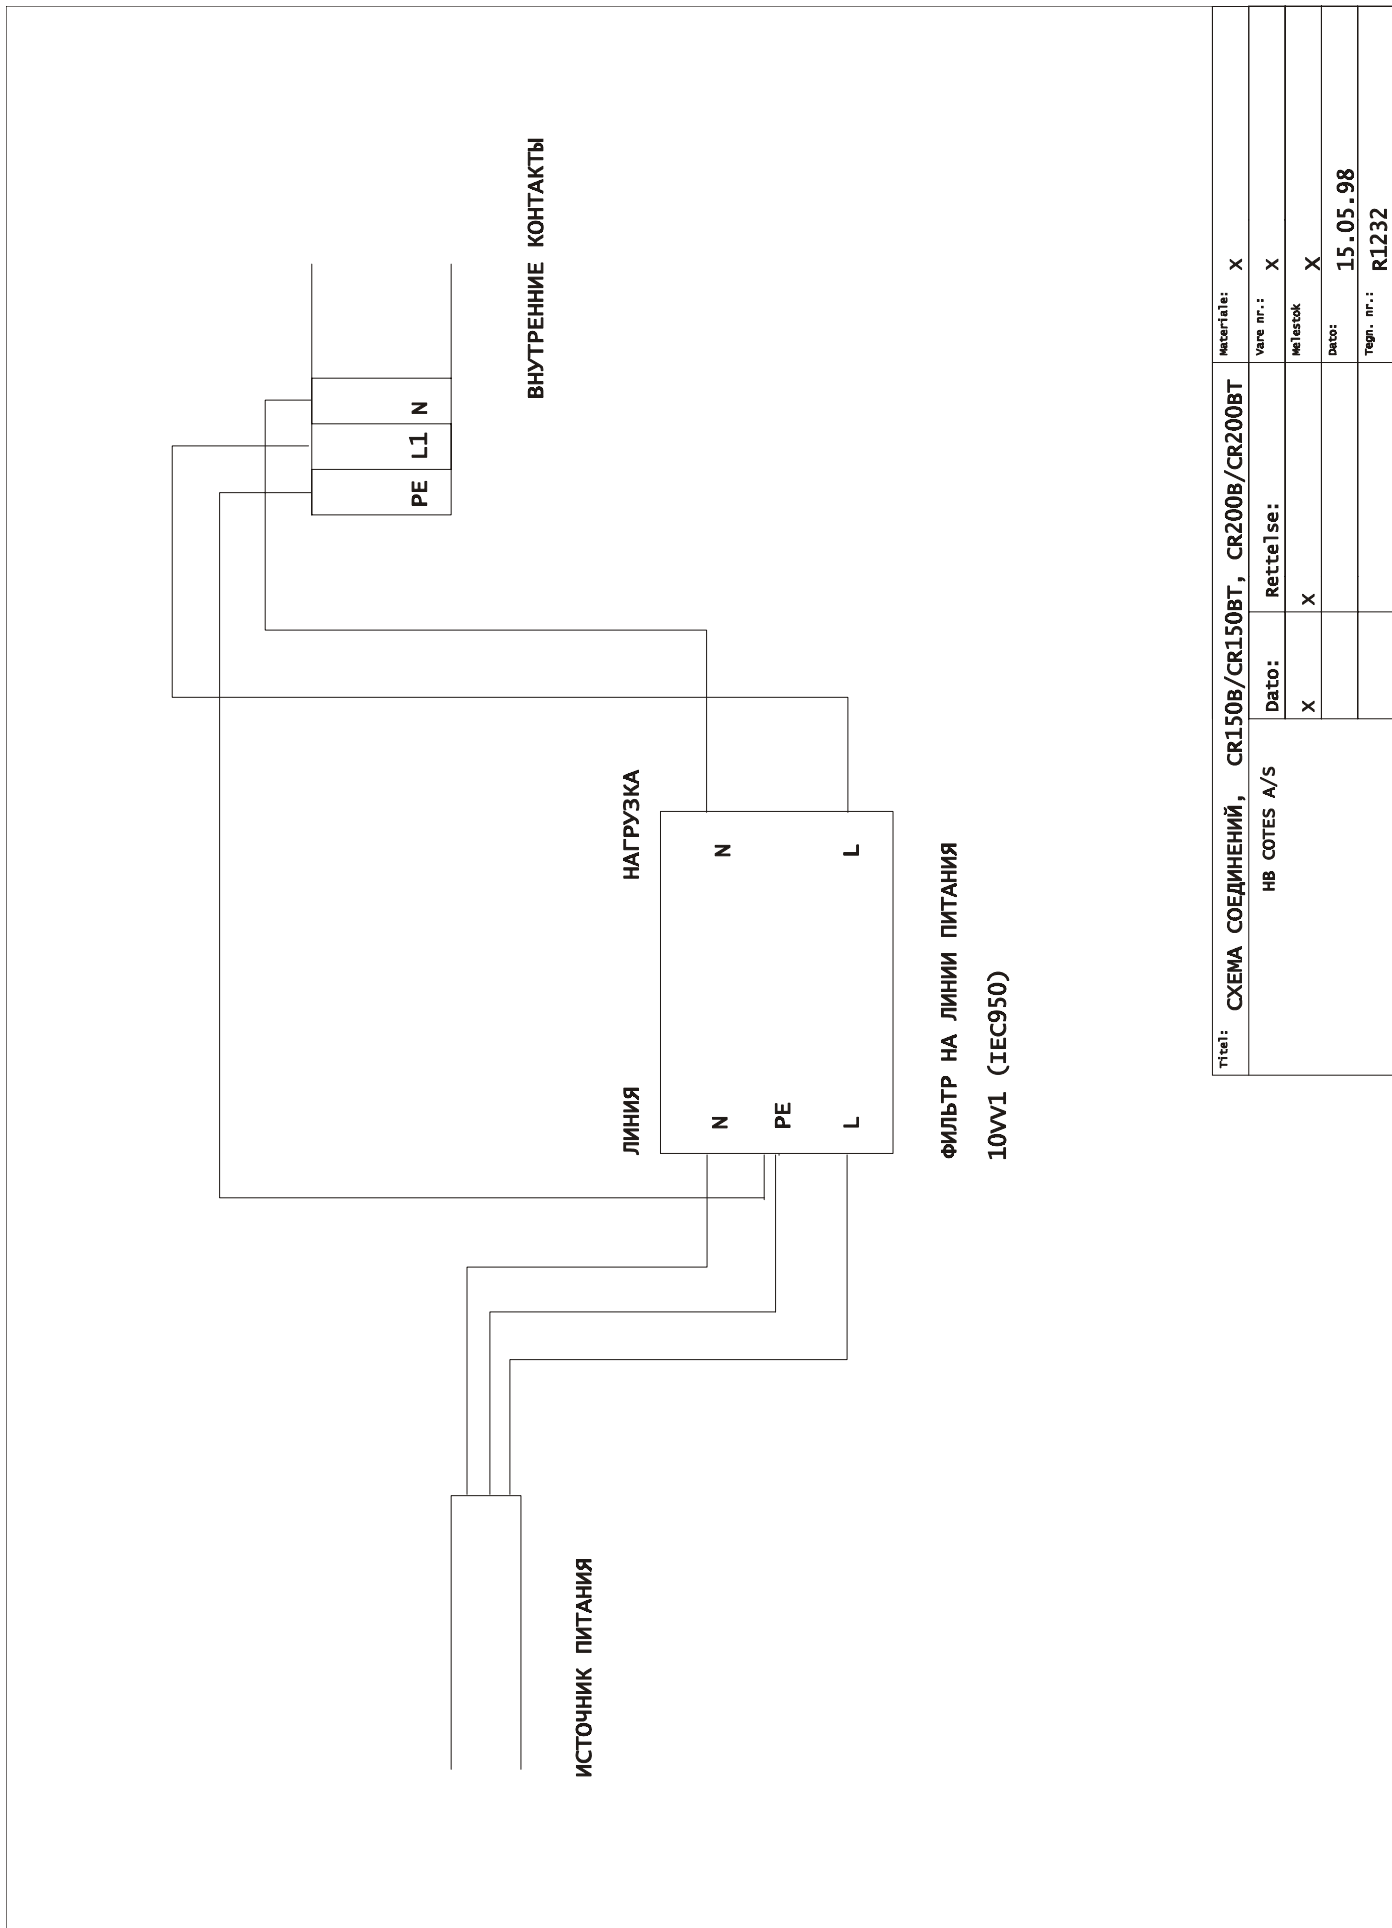 ВНУТРЕННИЕ КОНТАКТЫ
PE L1 N
НАГРУЗКА
ЛИНИЯ
N
N
PE
L
L
ФИЛЬТР НА ЛИНИИ ПИТАНИЯ
10VV1 (IEC950)
ИСТОЧНИК ПИТАНИЯ
Titel: СХЕМА СОЕДИНЕНИЙ, CR150B/CR150BT, CR200B/CR200BT
Materiale: X
HB COTES A/S
Dato: Rettelse:
Vare nr.: X
X X
Melestok X
Dato: 15.05.98
Tegn. nr.: R1232